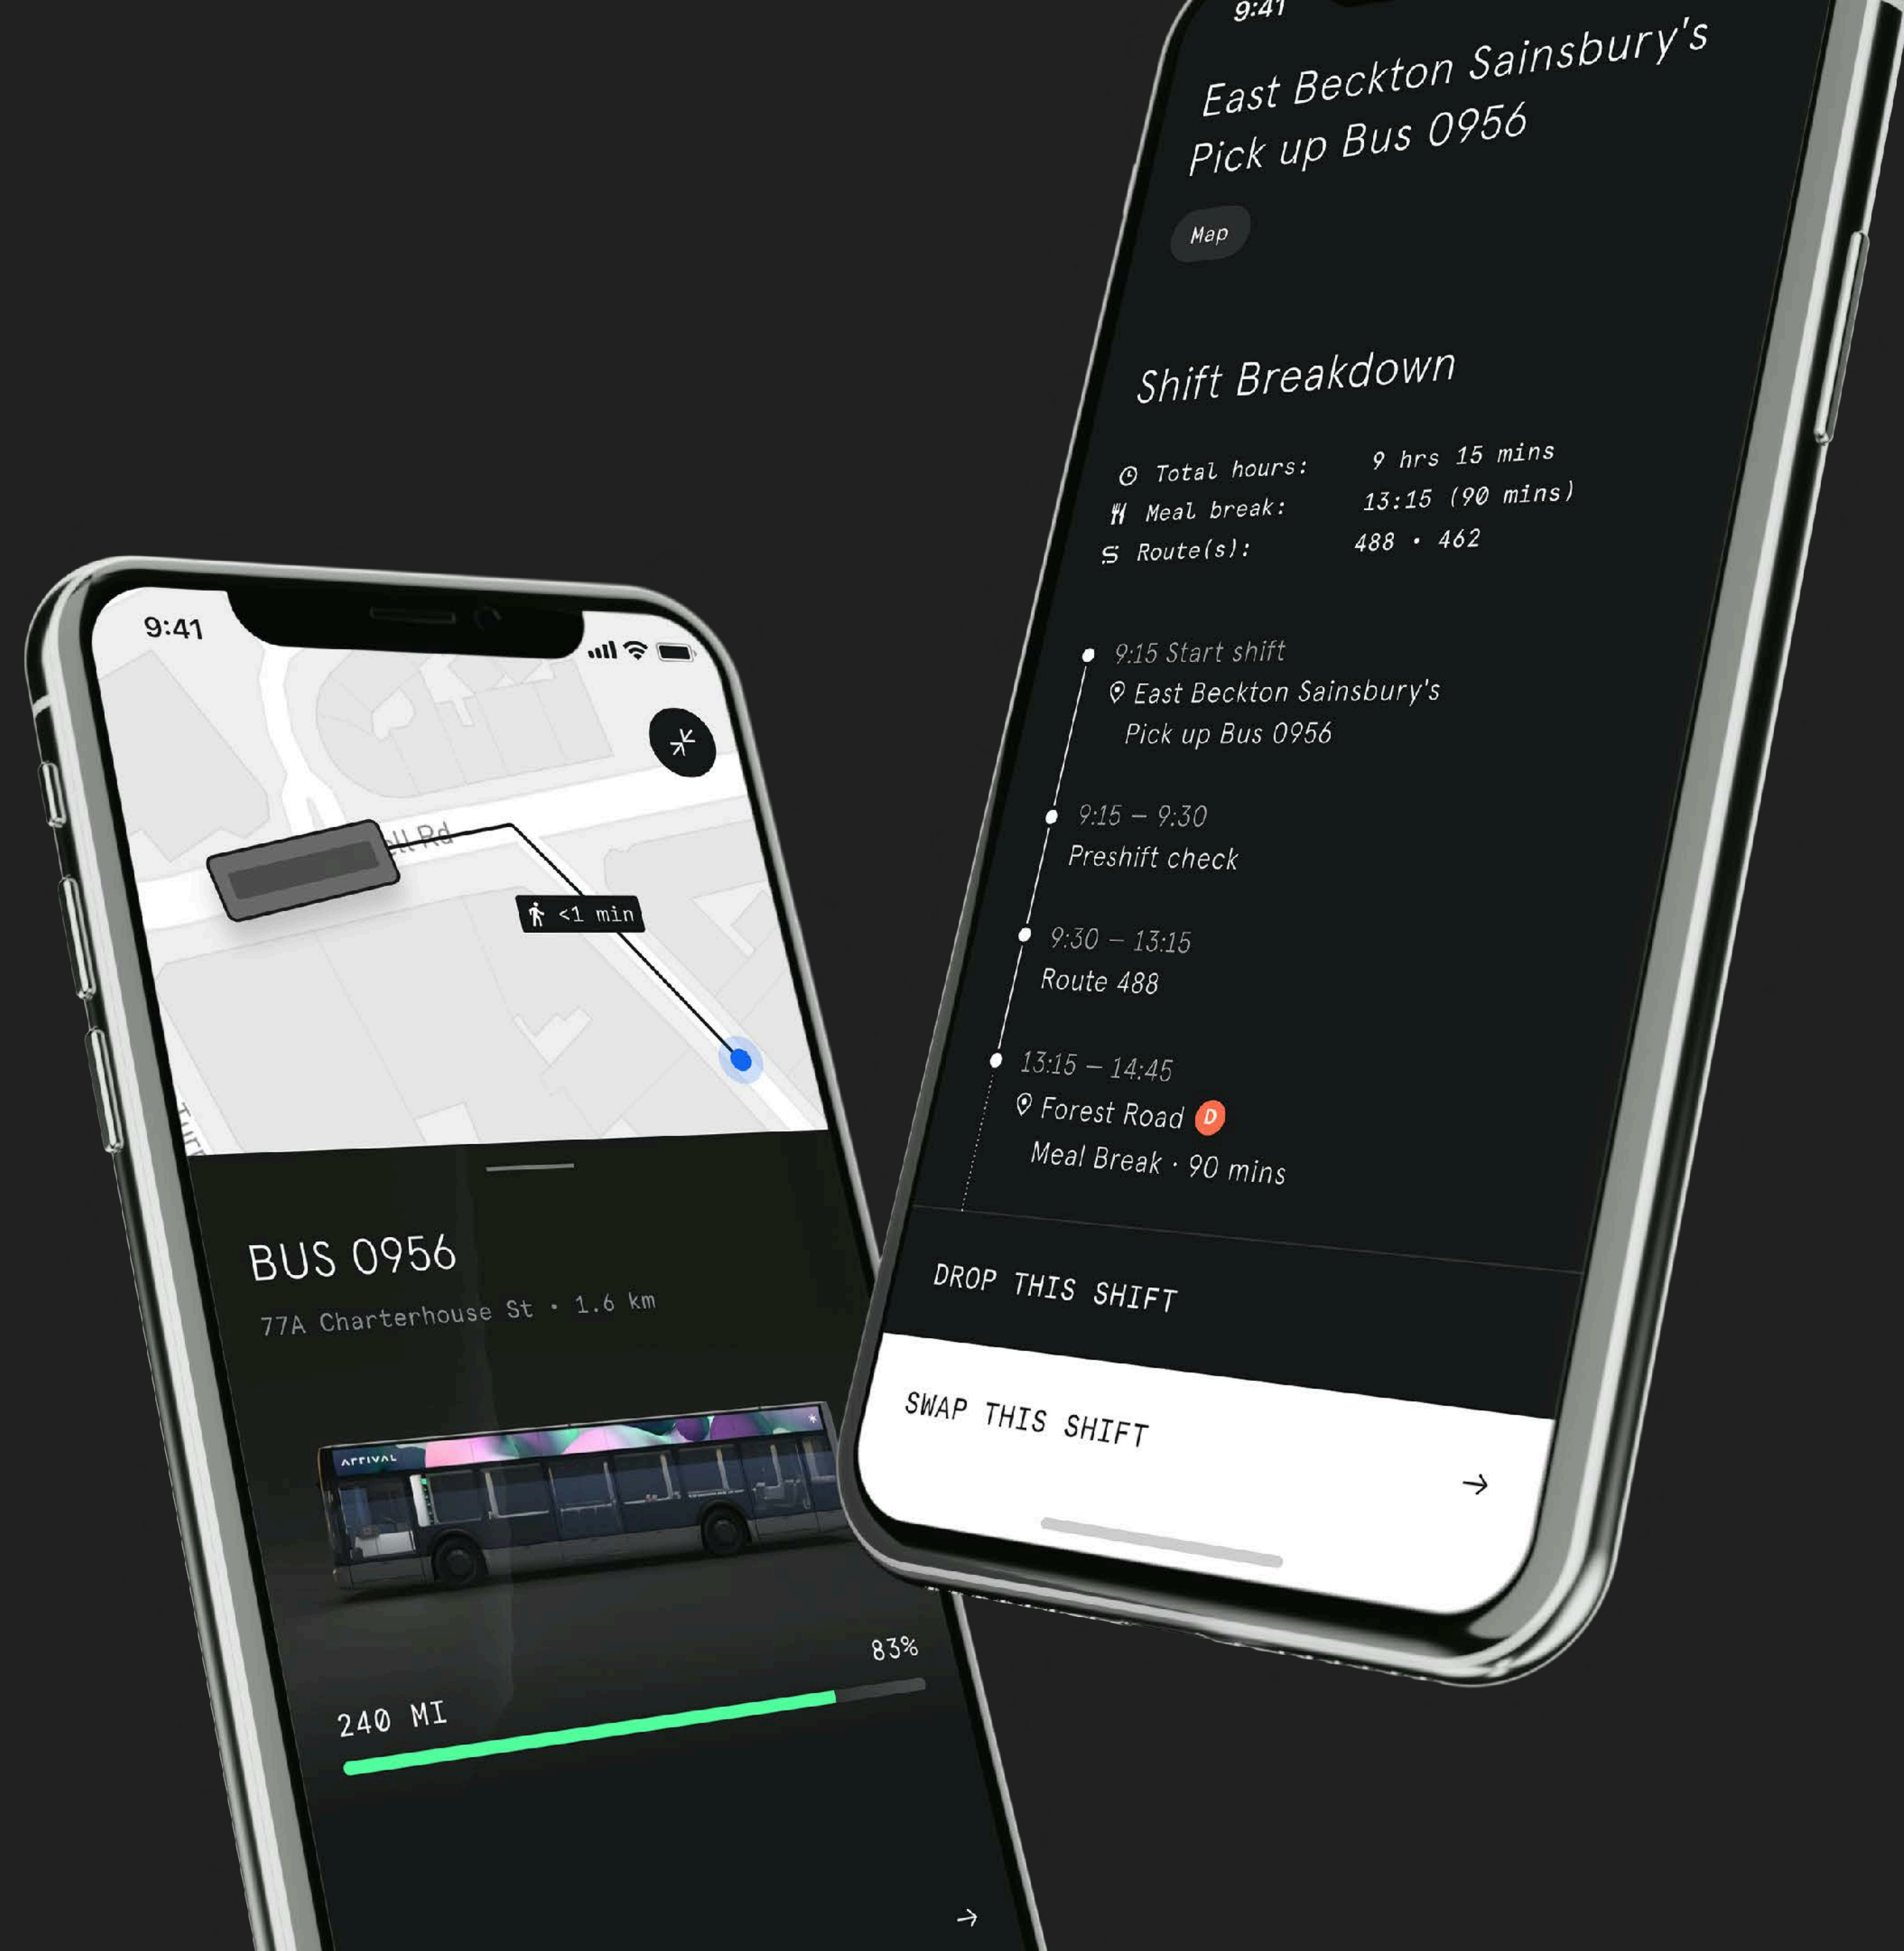 9:41
East Beckton Sainsbury's
Pick up Bus 0956
Map
Shift Breakdown
Total hours: 9 hrs 15 mins
Meal break: 13:15 (90 mins)
Route(s): 488 • 462
9:15 Start shift
East Beckton Sainsbury's
Pick up Bus 0956
9:15 – 9:30
Preshift check
9:30 – 13:15
Route 488
13:15 – 14:45
Forest Road D
Meal Break · 90 mins
DROP THIS SHIFT
SWAP THIS SHIFT
9:41
Rd
<1 min
BUS 0956
77A Charterhouse St • 1.6 km
ARRIVAL
83%
240 MI